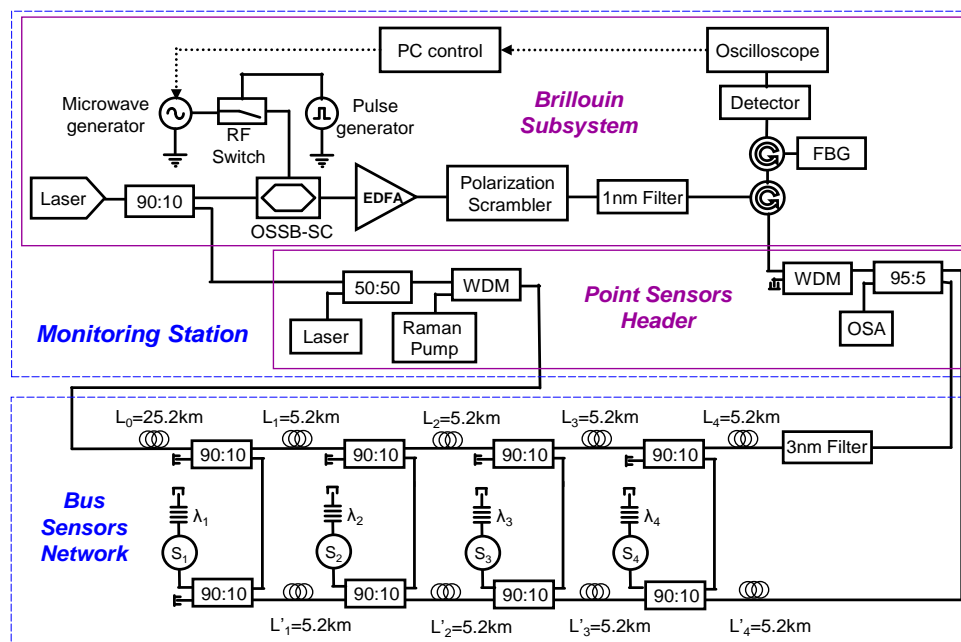 PC control
Oscilloscope
Microwave
generator
RF
Switch
Pulse
generator
Brillouin
Subsystem
Detector
FBG
Laser
90:10
OSSB-SC
EDFA
Polarization
Scrambler
1nm Filter
50:50
WDM
Laser
Raman
Pump
Point Sensors
Header
WDM
95:5
OSA
Monitoring Station
L₀=25.2km
L₁=5.2km
L₂=5.2km
L₃=5.2km
L₄=5.2km
90:10
90:10
90:10
90:10
3nm Filter
Bus
Sensors
Network
λ₁
λ₂
λ₃
λ₄
S₁
S₂
S₃
S₄
90:10
90:10
90:10
90:10
L'₁=5.2km
L'₂=5.2km
L'₃=5.2km
L'₄=5.2km